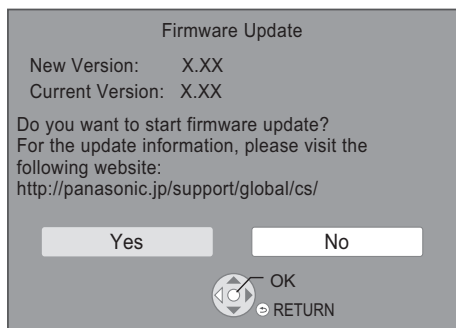 Firmware Update
New Version: X.XX
Current Version: X.XX
Do you want to start firmware update?
For the update information, please visit the
following website:
http://panasonic.jp/support/global/cs/
Yes No
OK
RETURN